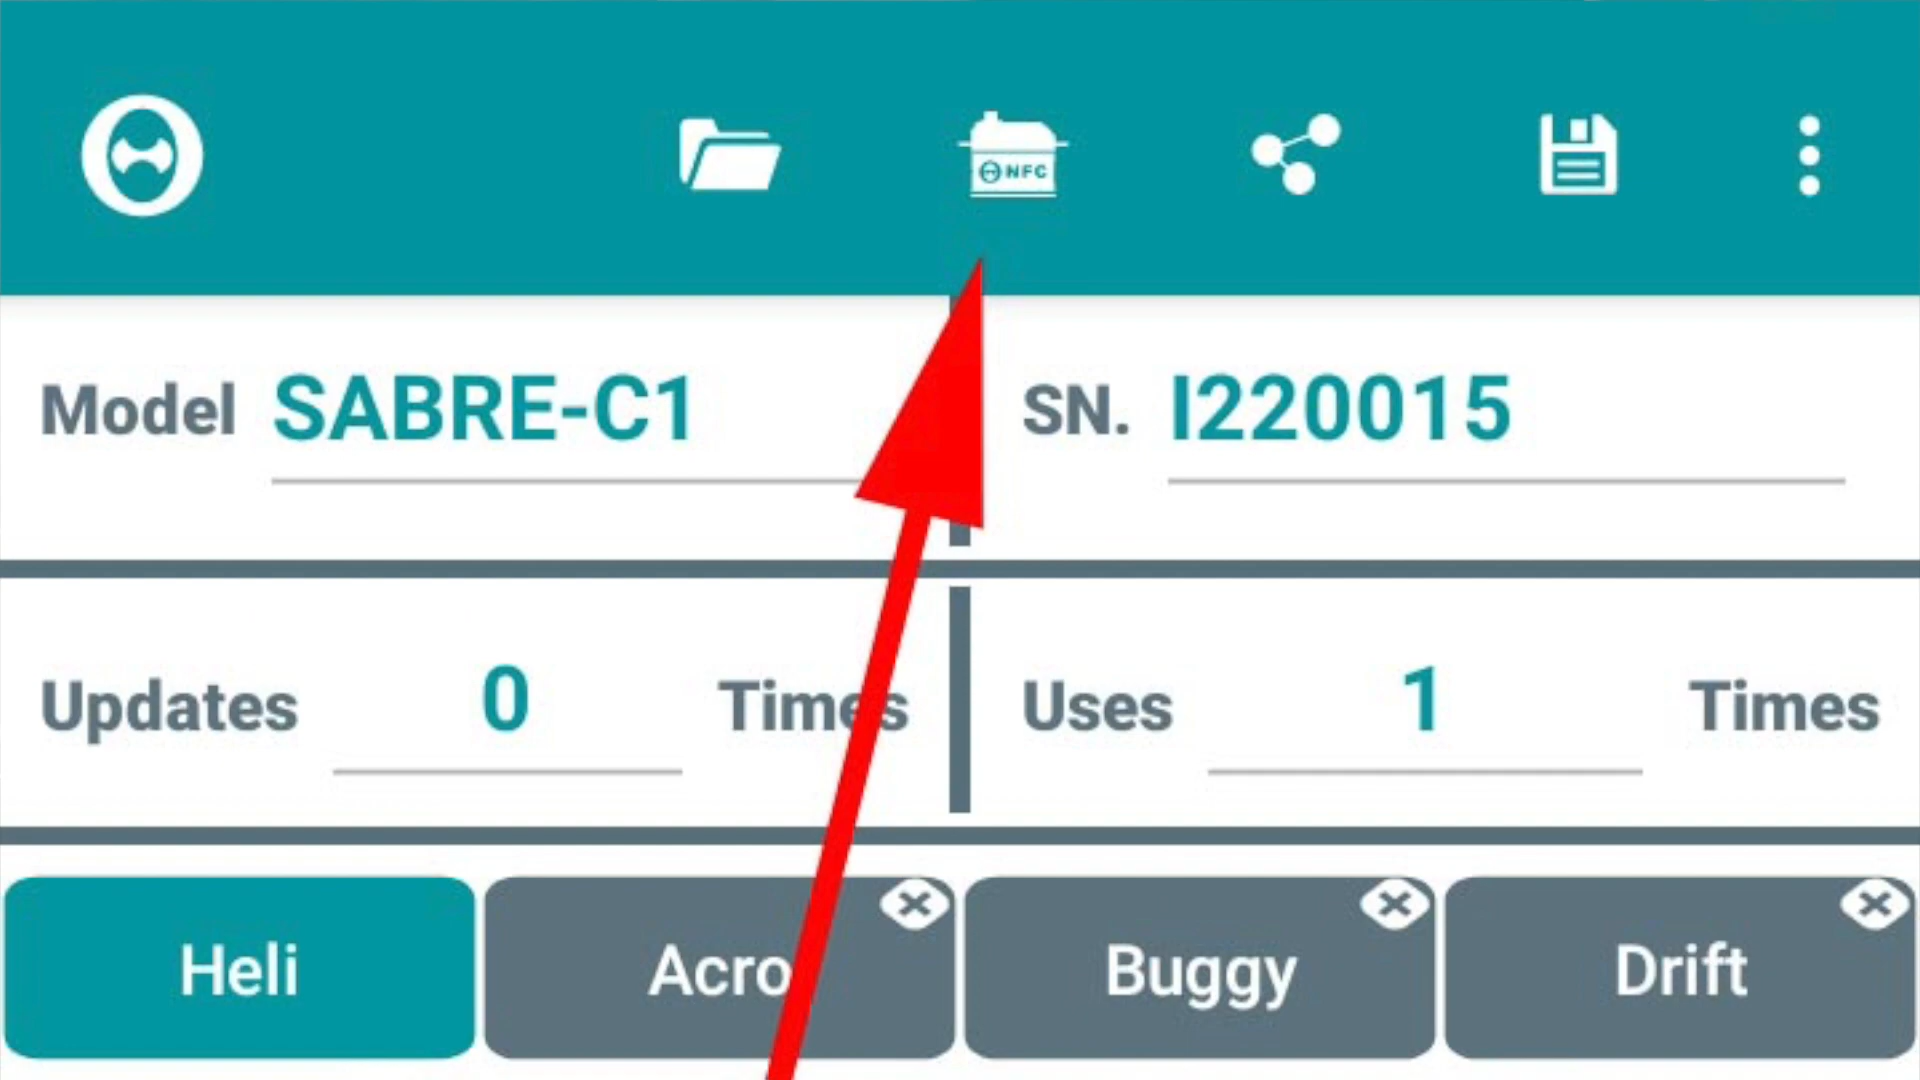 NFC
Model SABRE-C1 SN. I220015
Updates 0 Times Uses 1 Times
Heli Acro Buggy Drift